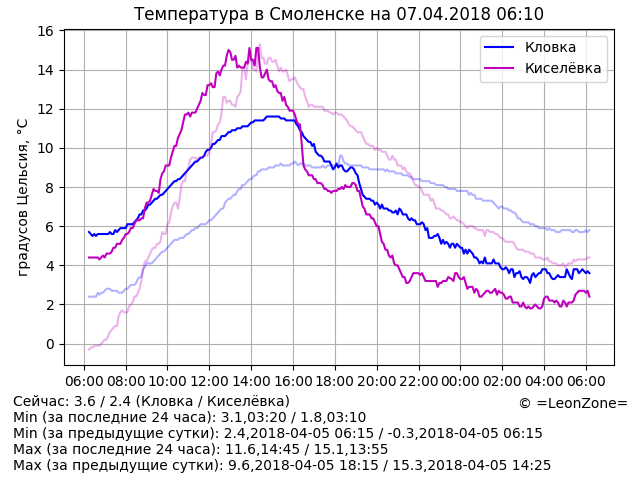 Температура в Смоленске на 07.04.2018 06:10
16
14
12
10
8
6
4
2
0
градусов Цельсия, °C
Кловка
Киселёвка
06:00 08:00 10:00 12:00 14:00 16:00 18:00 20:00 22:00 00:00 02:00 04:00 06:00
Сейчас: 3.6 / 2.4 (Кловка / Киселёвка)
© =LeonZone=
Min (за последние 24 часа): 3.1,03:20 / 1.8,03:10
Min (за предыдущие сутки): 2.4,2018-04-05 06:15 / -0.3,2018-04-05 06:15
Max (за последние 24 часа): 11.6,14:45 / 15.1,13:55
Max (за предыдущие сутки): 9.6,2018-04-05 18:15 / 15.3,2018-04-05 14:25